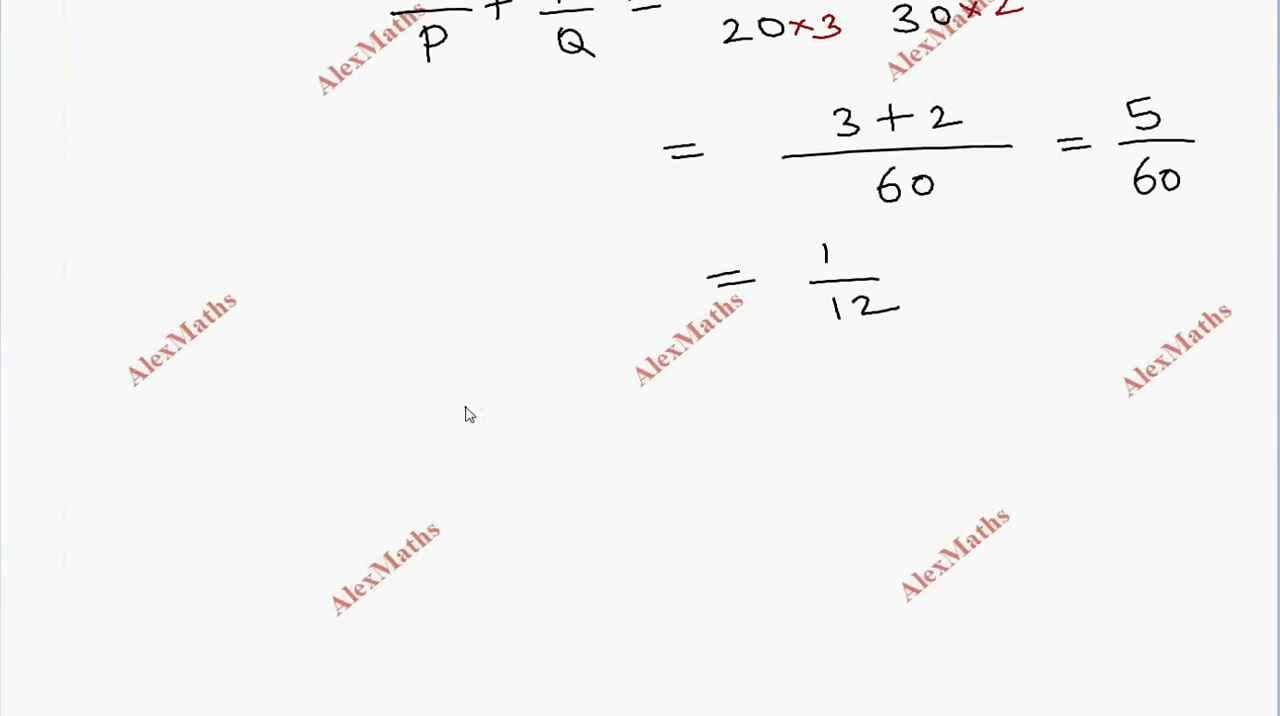 P + Q = 20×3 30×2
= 3 + 2 / 60 = 5 / 60
= 1 / 12
AlexMaths AlexMaths
AlexMaths AlexMaths AlexMaths
AlexMaths AlexMaths